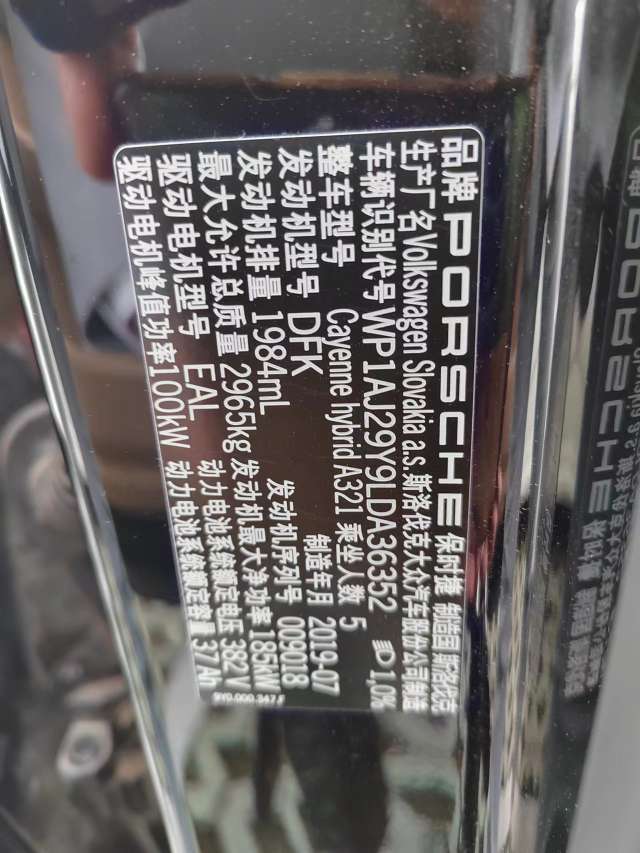 品牌 PORSCHE 保时捷 制造国 斯洛伐克
生产厂名 Volkswagen Slovakia a.s. 斯洛伐克大众汽车股份公司制造
车辆识别代号 WP1AJ29Y9LDA36352 1,0%
整车型号 Cayenne hybrid A321 乘坐人数 5
发动机型号 DFK 制造年月 2019-07
发动机排量 1984mL 发动机序列号 009018
最大允许总质量 2965kg 发动机最大净功率 185kW
驱动电机型号 EAL 动力电池系统额定电压 382V
驱动电机峰值功率 100kW 动力电池系统额定容量 37Ah
9Y0.000.347.F